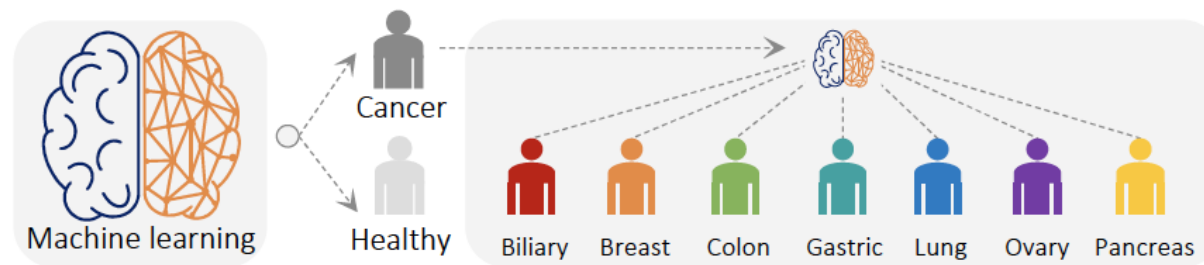 Machine learning
Cancer
Healthy
Biliary Breast Colon Gastric Lung Ovary Pancreas